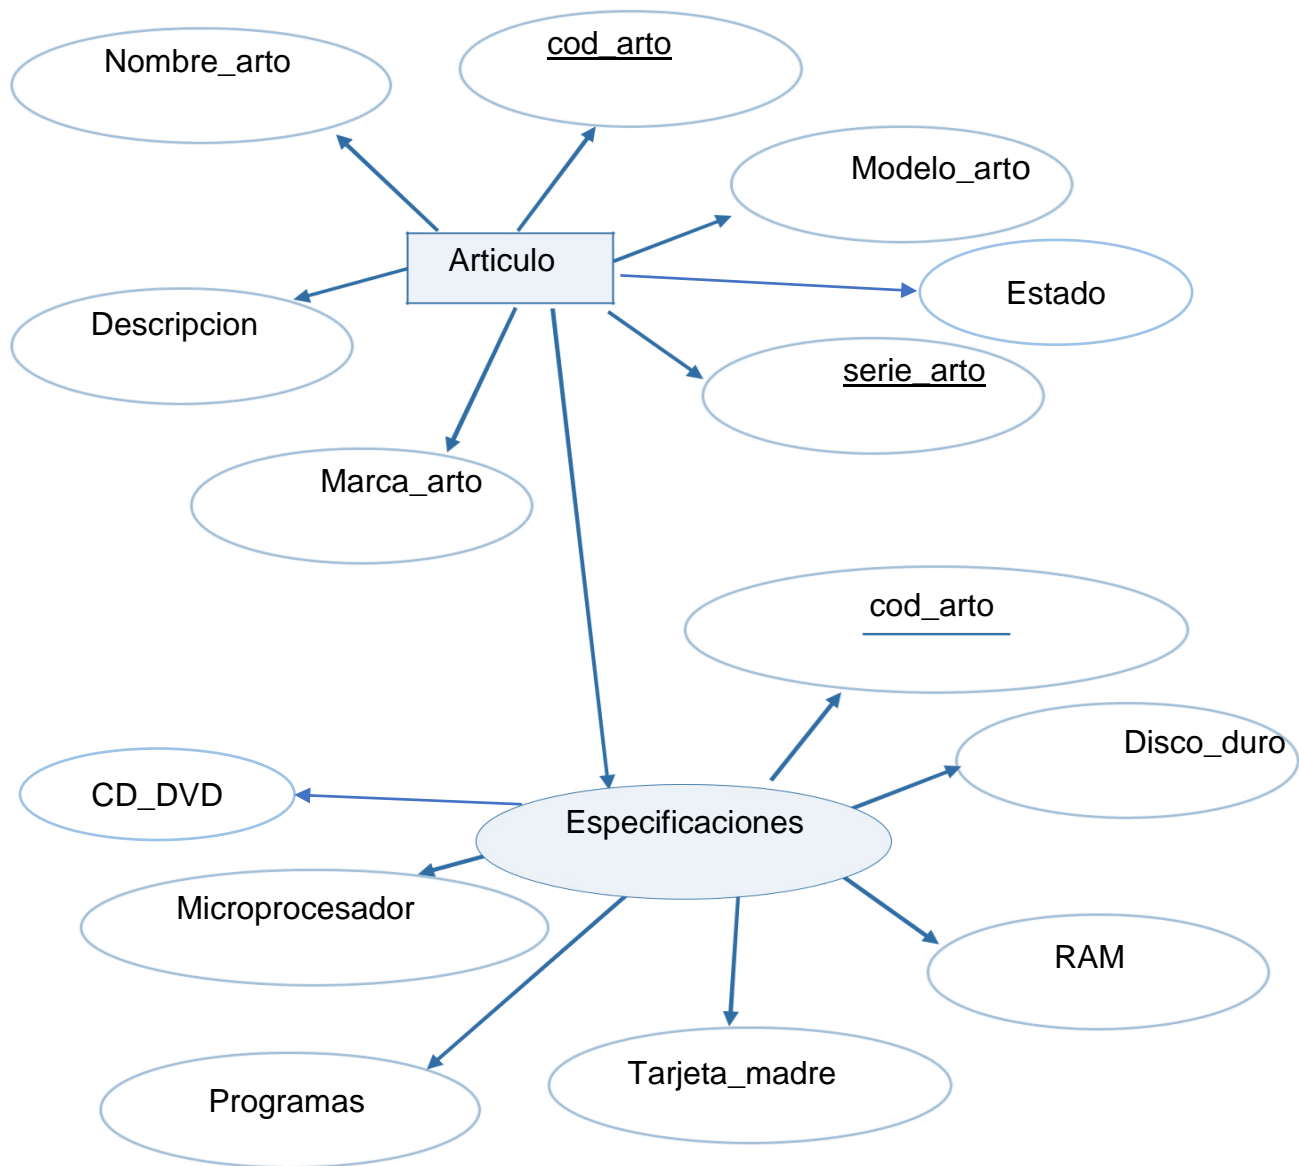 Nombre_arto
cod_arto
Modelo_arto
Articulo
Estado
Descripcion
serie_arto
Marca_arto
cod_arto
Disco_duro
CD_DVD
Especificaciones
Microprocesador
RAM
Tarjeta_madre
Programas